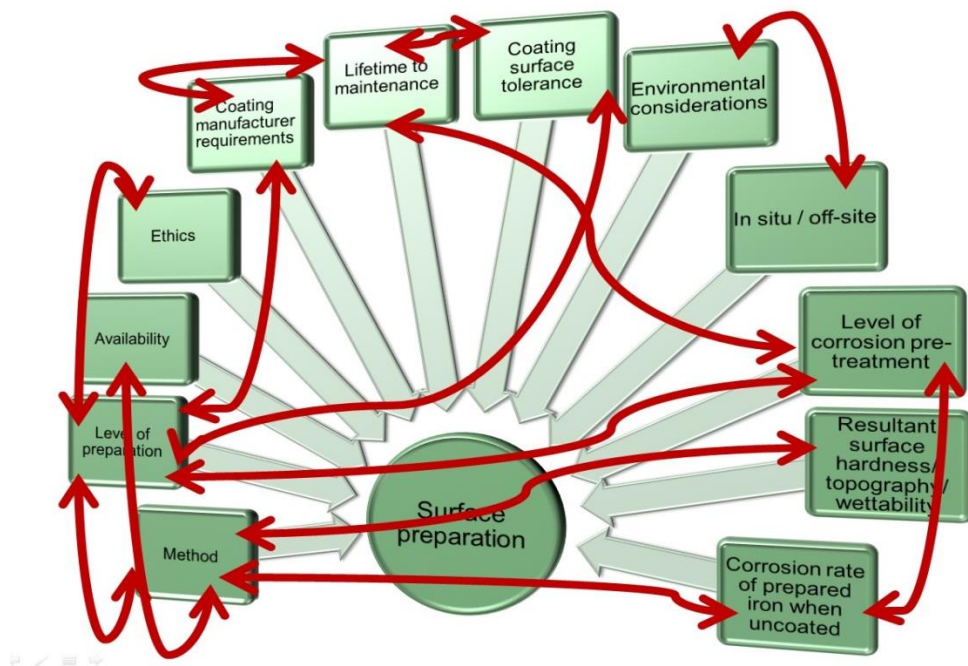 Coating
manufacturer
requirements
Lifetime to
maintenance
Coating
surface
tolerance
Environmental
considerations
In situ / off-site
Ethics
Availability
Level of
preparation
Method
Level of
corrosion pre-
treatment
Resultant
surface
hardness/
topography/
wettability
Corrosion rate
of prepared
iron when
uncoated
Surface
preparation